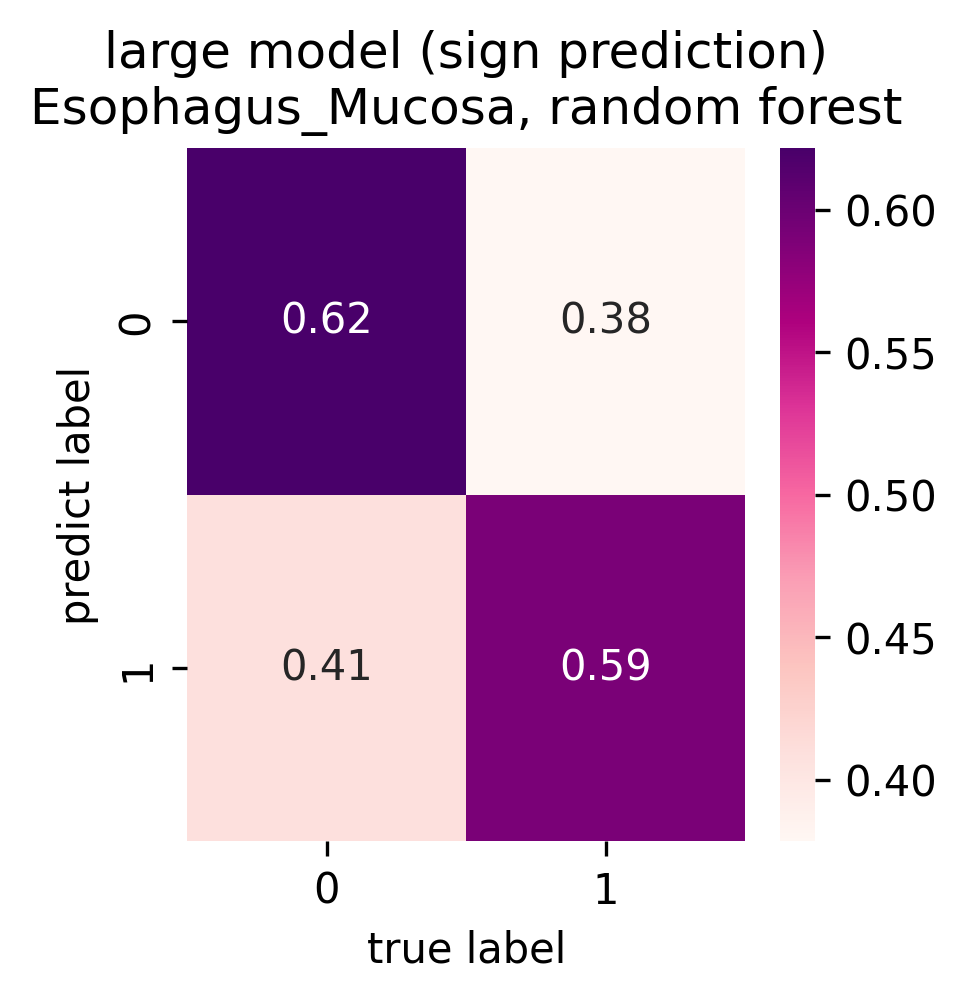 large model (sign prediction)
Esophagus_Mucosa, random forest
0.60
0.62 0.38
0
0.55
predict label
0.50
0.45
0.41 0.59
1
0.40
0 1
true label